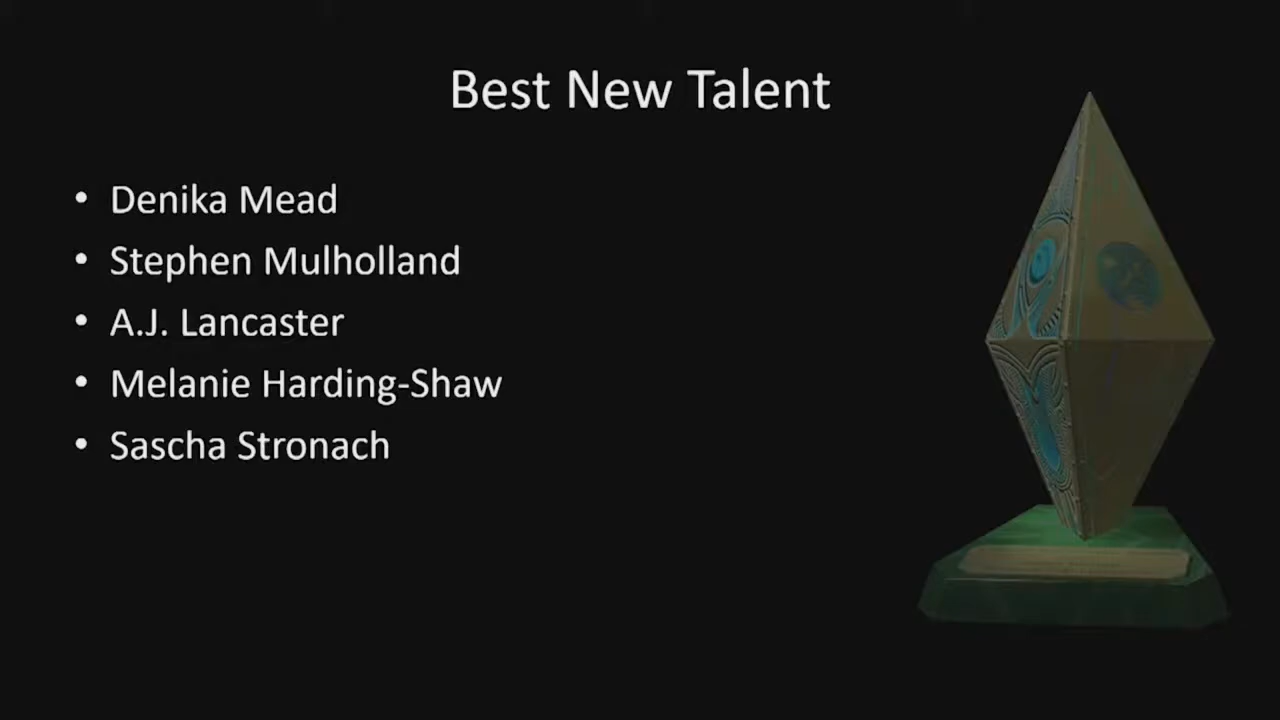 Best New Talent
• Denika Mead
• Stephen Mulholland
• A.J. Lancaster
• Melanie Harding-Shaw
• Sascha Stronach